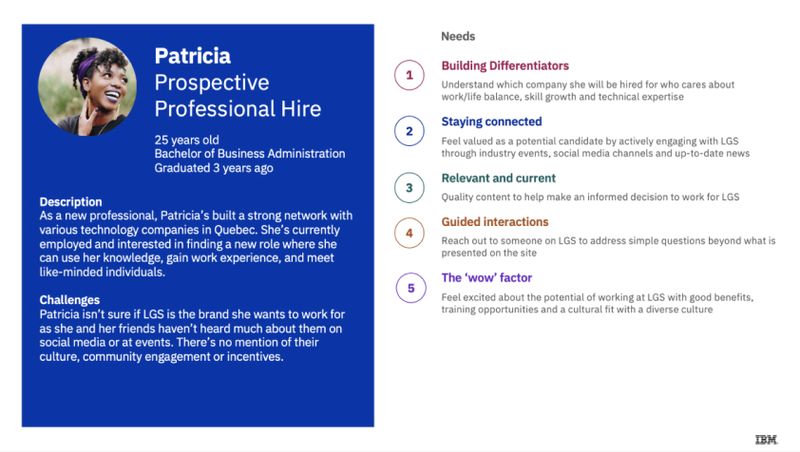 Patricia
Prospective
Professional Hire
25 years old
Bachelor of Business Administration
Graduated 3 years ago
Description
As a new professional, Patricia's built a strong network with
various technology companies in Quebec. She's currently
employed and interested in finding a new role where she
can use her knowledge, gain work experience, and meet
like-minded individuals.
Challenges
Patricia isn't sure if LGS is the brand she wants to work for
as she and her friends haven't heard much about them on
social media or at events. There's no mention of their
culture, community engagement or incentives.
Needs
1
Building Differentiators
Understand which company she will be hired for who cares about
work/life balance, skill growth and technical expertise
2
Staying connected
Feel valued as a potential candidate by actively engaging with LGS
through industry events, social media channels and up-to-date news
3
Relevant and current
Quality content to help make an informed decision to work for LGS
4
Guided interactions
Reach out to someone on LGS to address simple questions beyond what is
presented on the site
5
The 'wow' factor
Feel excited about the potential of working at LGS with good benefits,
training opportunities and a cultural fit with a diverse culture
IBM